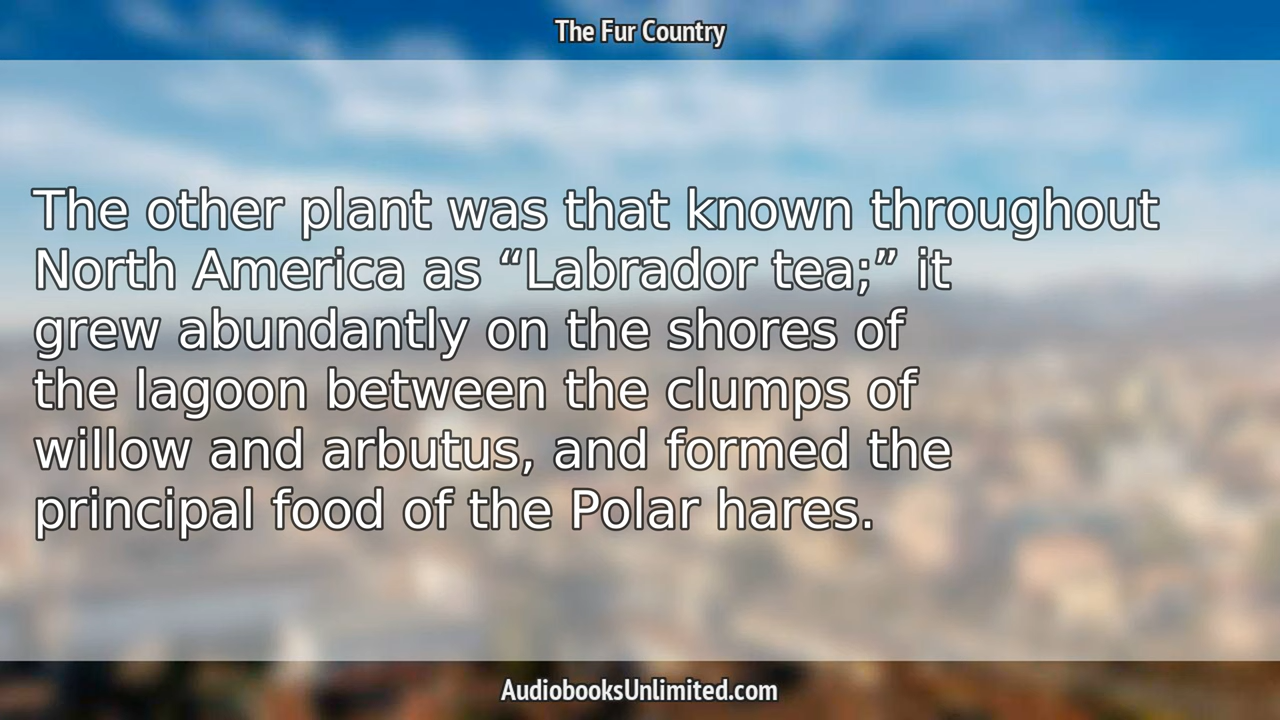 The Fur Country
The other plant was that known throughout
North America as “Labrador tea;” it
grew abundantly on the shores of
the lagoon between the clumps of
willow and arbutus, and formed the
principal food of the Polar hares.
AudiobooksUnlimited.com